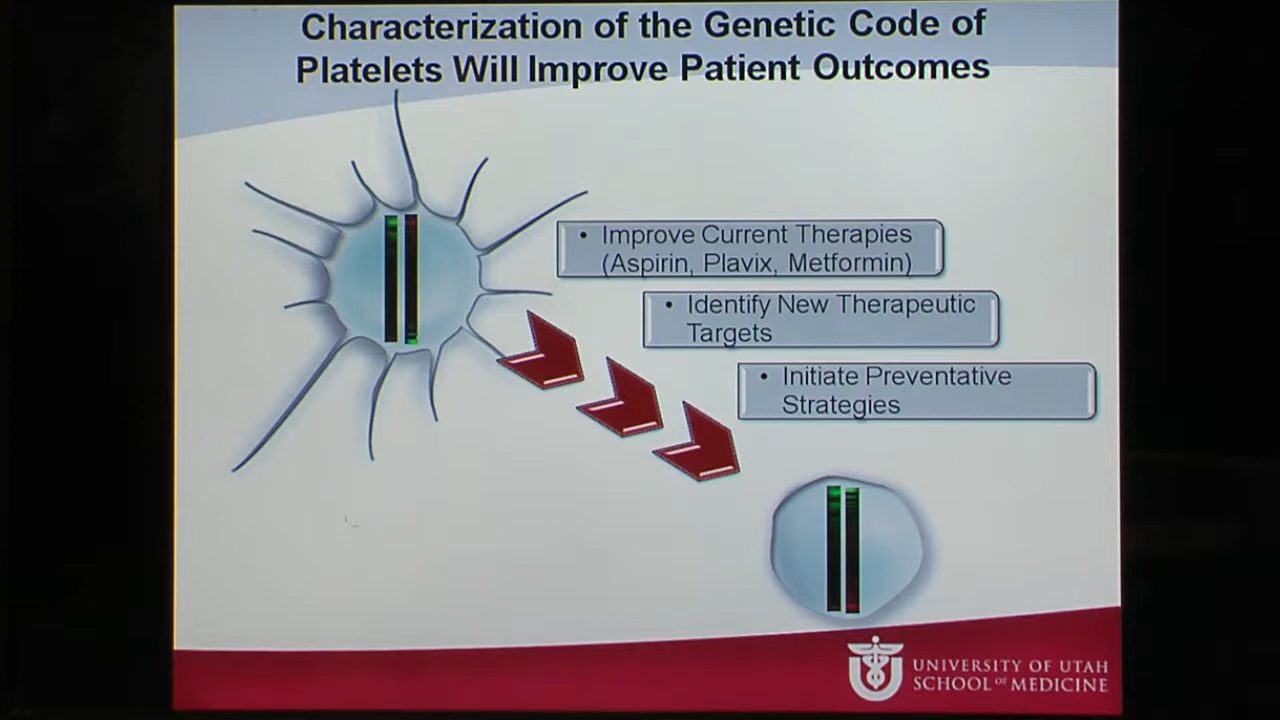 Characterization of the Genetic Code of
Platelets Will Improve Patient Outcomes
• Improve Current Therapies
(Aspirin, Plavix, Metformin)
• Identify New Therapeutic
Targets
• Initiate Preventative
Strategies
UNIVERSITY OF UTAH
SCHOOL OF MEDICINE